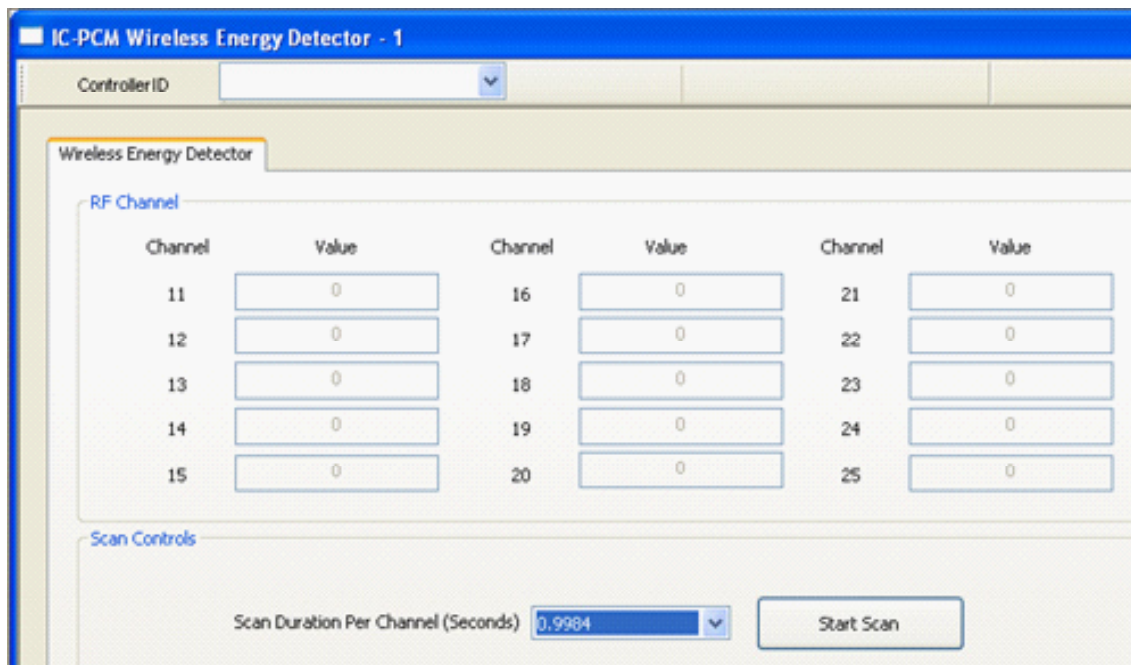 IC-PCM Wireless Energy Detector - 1
ControllerID
Wireless Energy Detector
RF Channel
Channel Value Channel Value Channel Value
11 0 16 0 21 0
12 0 17 0 22 0
13 0 18 0 23 0
14 0 19 0 24 0
15 0 20 0 25 0
Scan Controls
Scan Duration Per Channel (Seconds) 0.9984 Start Scan